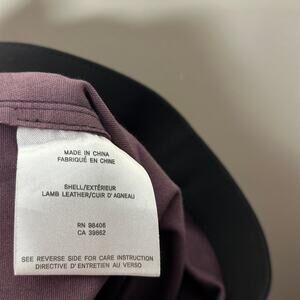 MADE IN CHINA
FABRIQUÉ EN CHINE
SHELL/EXTÉRIEUR
LAMB LEATHER/CUIR D'AGNEAU
RN 98406
CA 39862
SEE REVERSE SIDE FOR CARE INSTRUCTION
DIRECTIVE D'ENTRETIEN AU VERSO